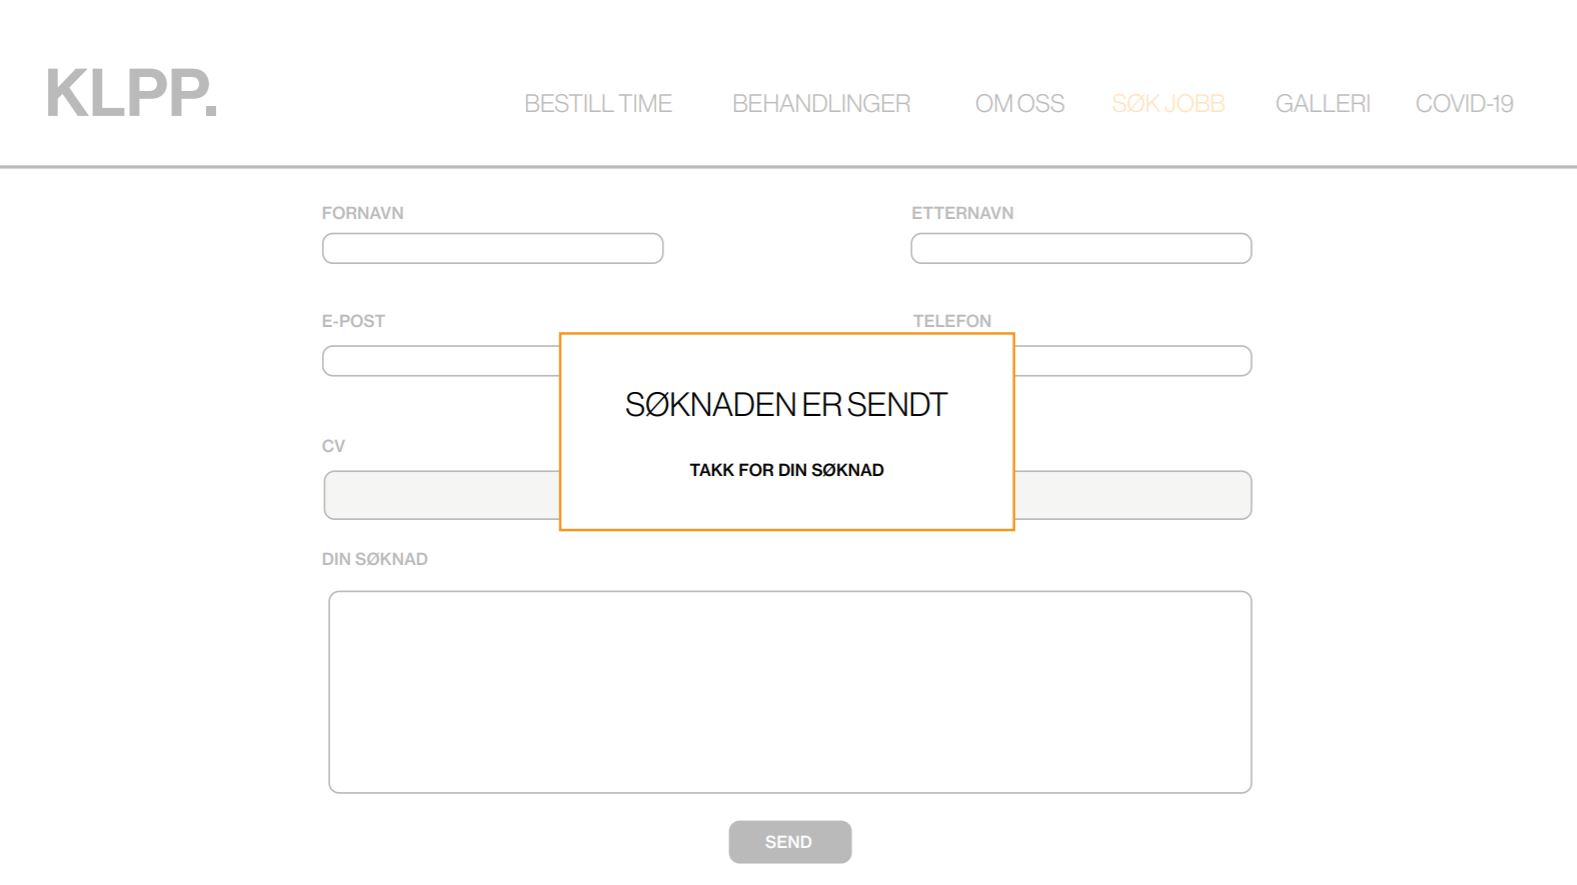 KLPP.
BESTILL TIME BEHANDLINGER OM OSS SØK JOBB GALLERI COVID-19
FORNAVN ETTERNAVN
E-POST TELEFON
SØKNADEN ER SENDT
CV
TAKK FOR DIN SØKNAD
DIN SØKNAD
SEND